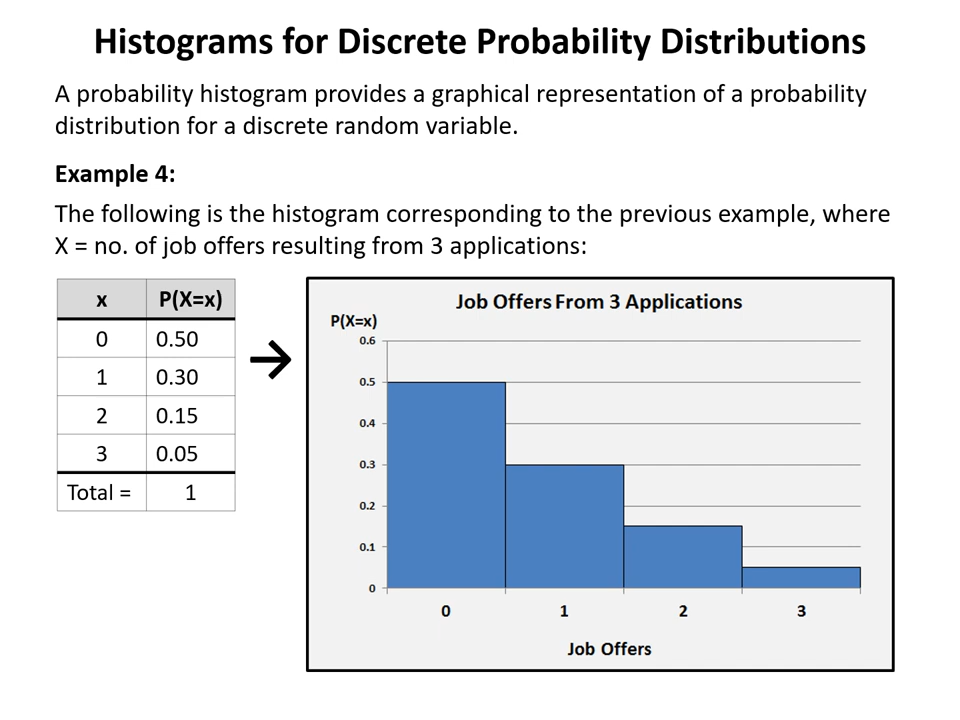 Histograms for Discrete Probability Distributions
A probability histogram provides a graphical representation of a probability
distribution for a discrete random variable.
Example 4:
The following is the histogram corresponding to the previous example, where
X = no. of job offers resulting from 3 applications:
x P(X=x)
0 0.50
1 0.30
2 0.15
3 0.05
Total = 1
Job Offers From 3 Applications
P(X=x)
0.6
0.5
0.4
0.3
0.2
0.1
0
0 1 2 3
Job Offers